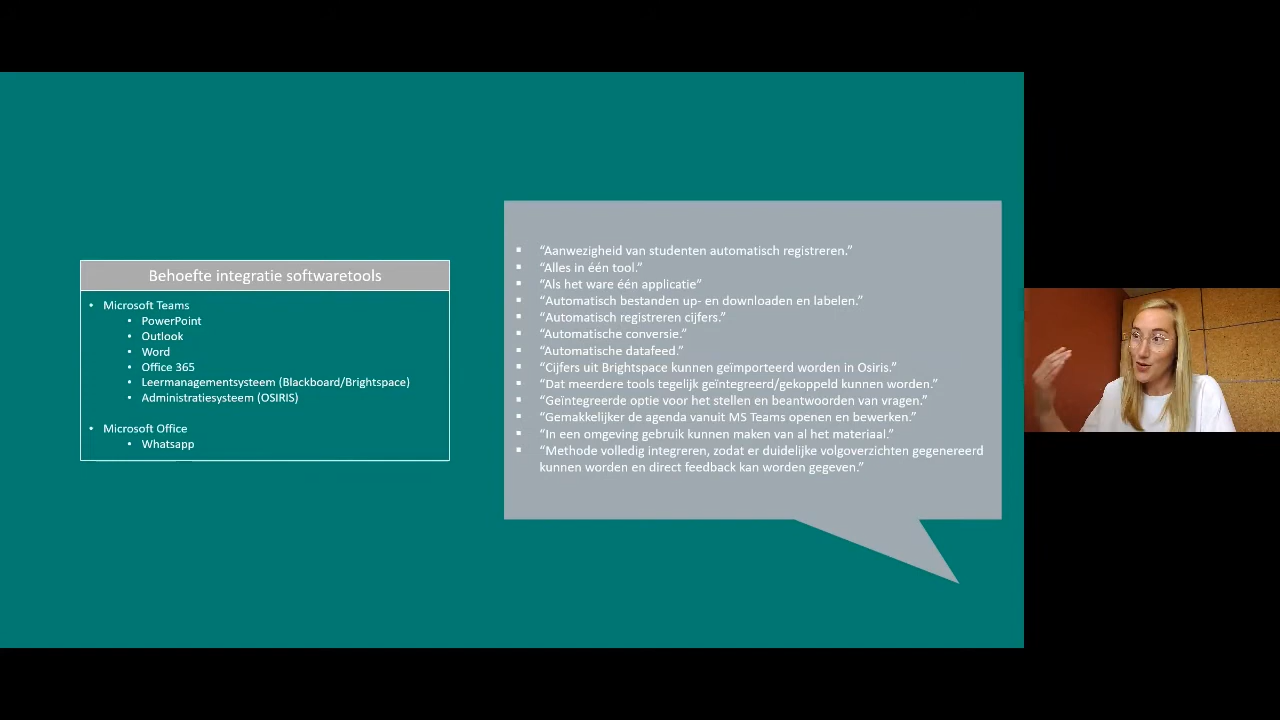 Behoefte integratie softwaretools
• Microsoft Teams
• PowerPoint
• Outlook
• Word
• Office 365
• Leermanagementsysteem (Blackboard/Brightspace)
• Administratiesysteem (OSIRIS)
• Microsoft Office
• Whatsapp
▪ “Aanwezigheid van studenten automatisch registreren.”
▪ “Alles in één tool.”
▪ “Als het ware één applicatie”
▪ “Automatisch bestanden up- en downloaden en labelen.”
▪ “Automatisch registreren cijfers.”
▪ “Automatische conversie.”
▪ “Automatische datafeed.”
▪ “Cijfers uit Brightspace kunnen geïmporteerd worden in Osiris.”
▪ “Dat meerdere tools tegelijk geïntegreerd/gekoppeld kunnen worden.”
▪ “Geïntegreerde optie voor het stellen en beantwoorden van vragen.”
▪ “Gemakkelijker de agenda vanuit MS Teams openen en bewerken.”
▪ “In een omgeving gebruik kunnen maken van al het materiaal.”
▪ “Methode volledig integreren, zodat er duidelijke volgoverzichten gegenereerd
kunnen worden en direct feedback kan worden gegeven.”